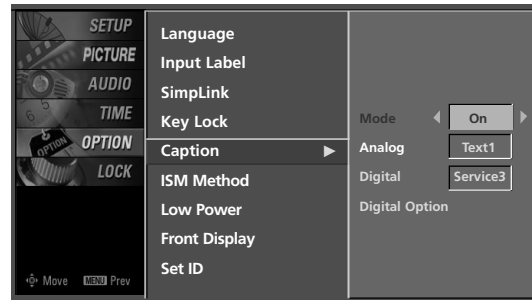 SETUP
PICTURE
AUDIO
TIME
OPTION
LOCK
Move MENU Prev
Language
Input Label
SimpLink
Key Lock
Caption ▶
ISM Method
Low Power
Front Display
Set ID
Mode ◀ On ▶
Analog Text1
Digital Service3
Digital Option